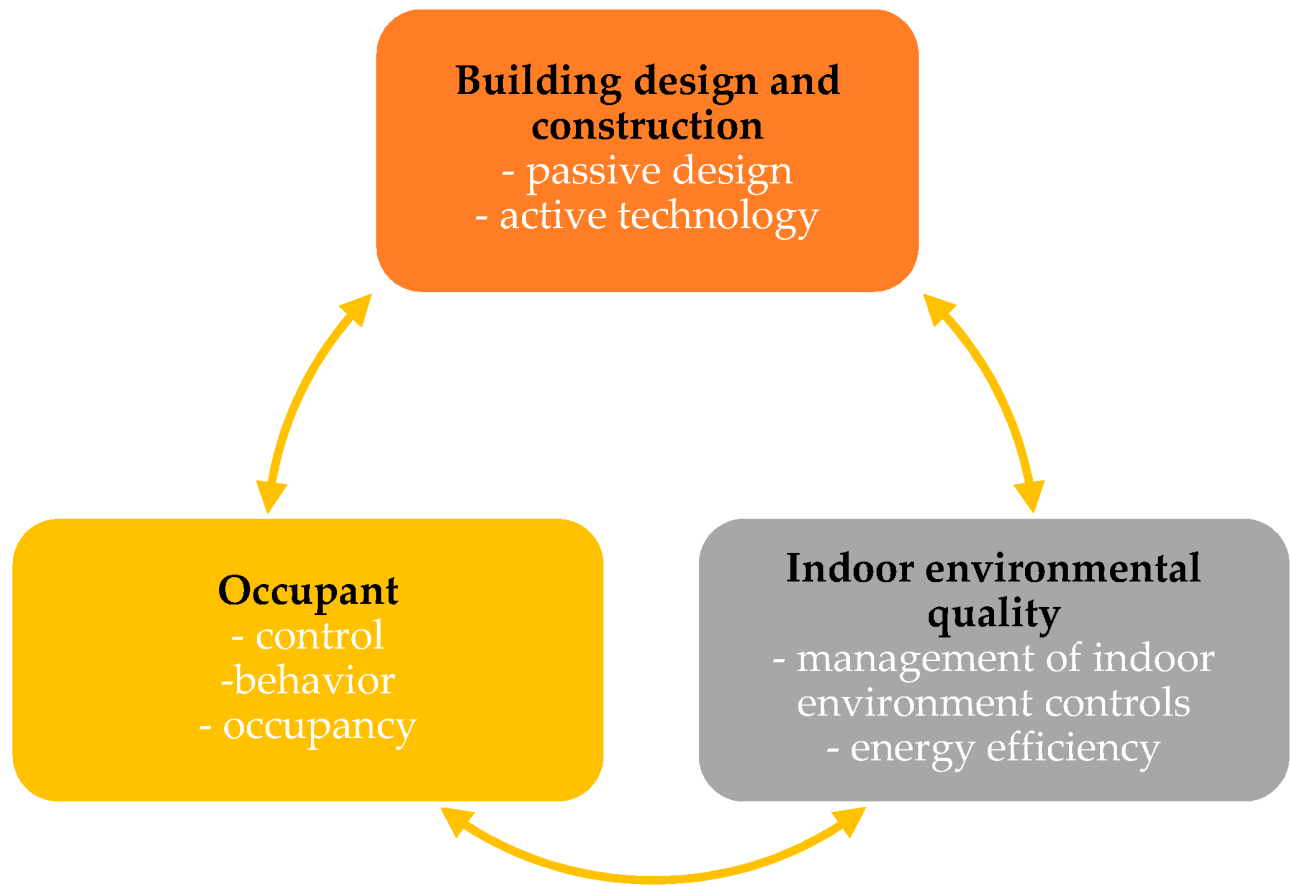 Building design and
construction
- passive design
- active technology
Occupant
- control
-behavior
- occupancy
Indoor environmental
quality
- management of indoor
environment controls
- energy efficiency